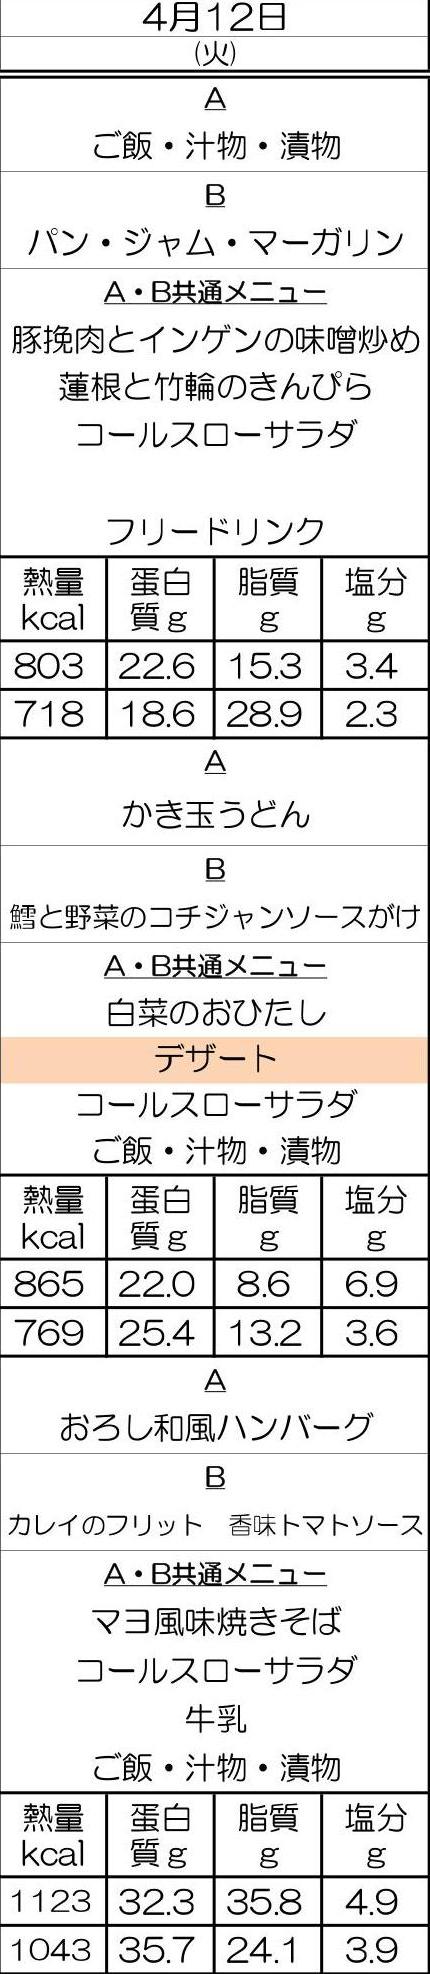 4月12日
(火)
A
ご飯・汁物・漬物
B
パン・ジャム・マーガリン
A・B共通メニュー
豚挽肉とインゲンの味噌炒め
蓮根と竹輪のきんぴら
コールスローサラダ
フリードリンク
熱量 蛋白 脂質 塩分
kcal 質g g g
803 22.6 15.3 3.4
718 18.6 28.9 2.3
A
かき玉うどん
B
鱈と野菜のコチジャンソースがけ
A・B共通メニュー
白菜のおひたし
デザート
コールスローサラダ
ご飯・汁物・漬物
熱量 蛋白 脂質 塩分
kcal 質g g g
865 22.0 8.6 6.9
769 25.4 13.2 3.6
A
おろし和風ハンバーグ
B
カレイのフリット　香味トマトソース
A・B共通メニュー
マヨ風味焼きそば
コールスローサラダ
牛乳
ご飯・汁物・漬物
熱量 蛋白 脂質 塩分
kcal 質g g g
1123 32.3 35.8 4.9
1043 35.7 24.1 3.9